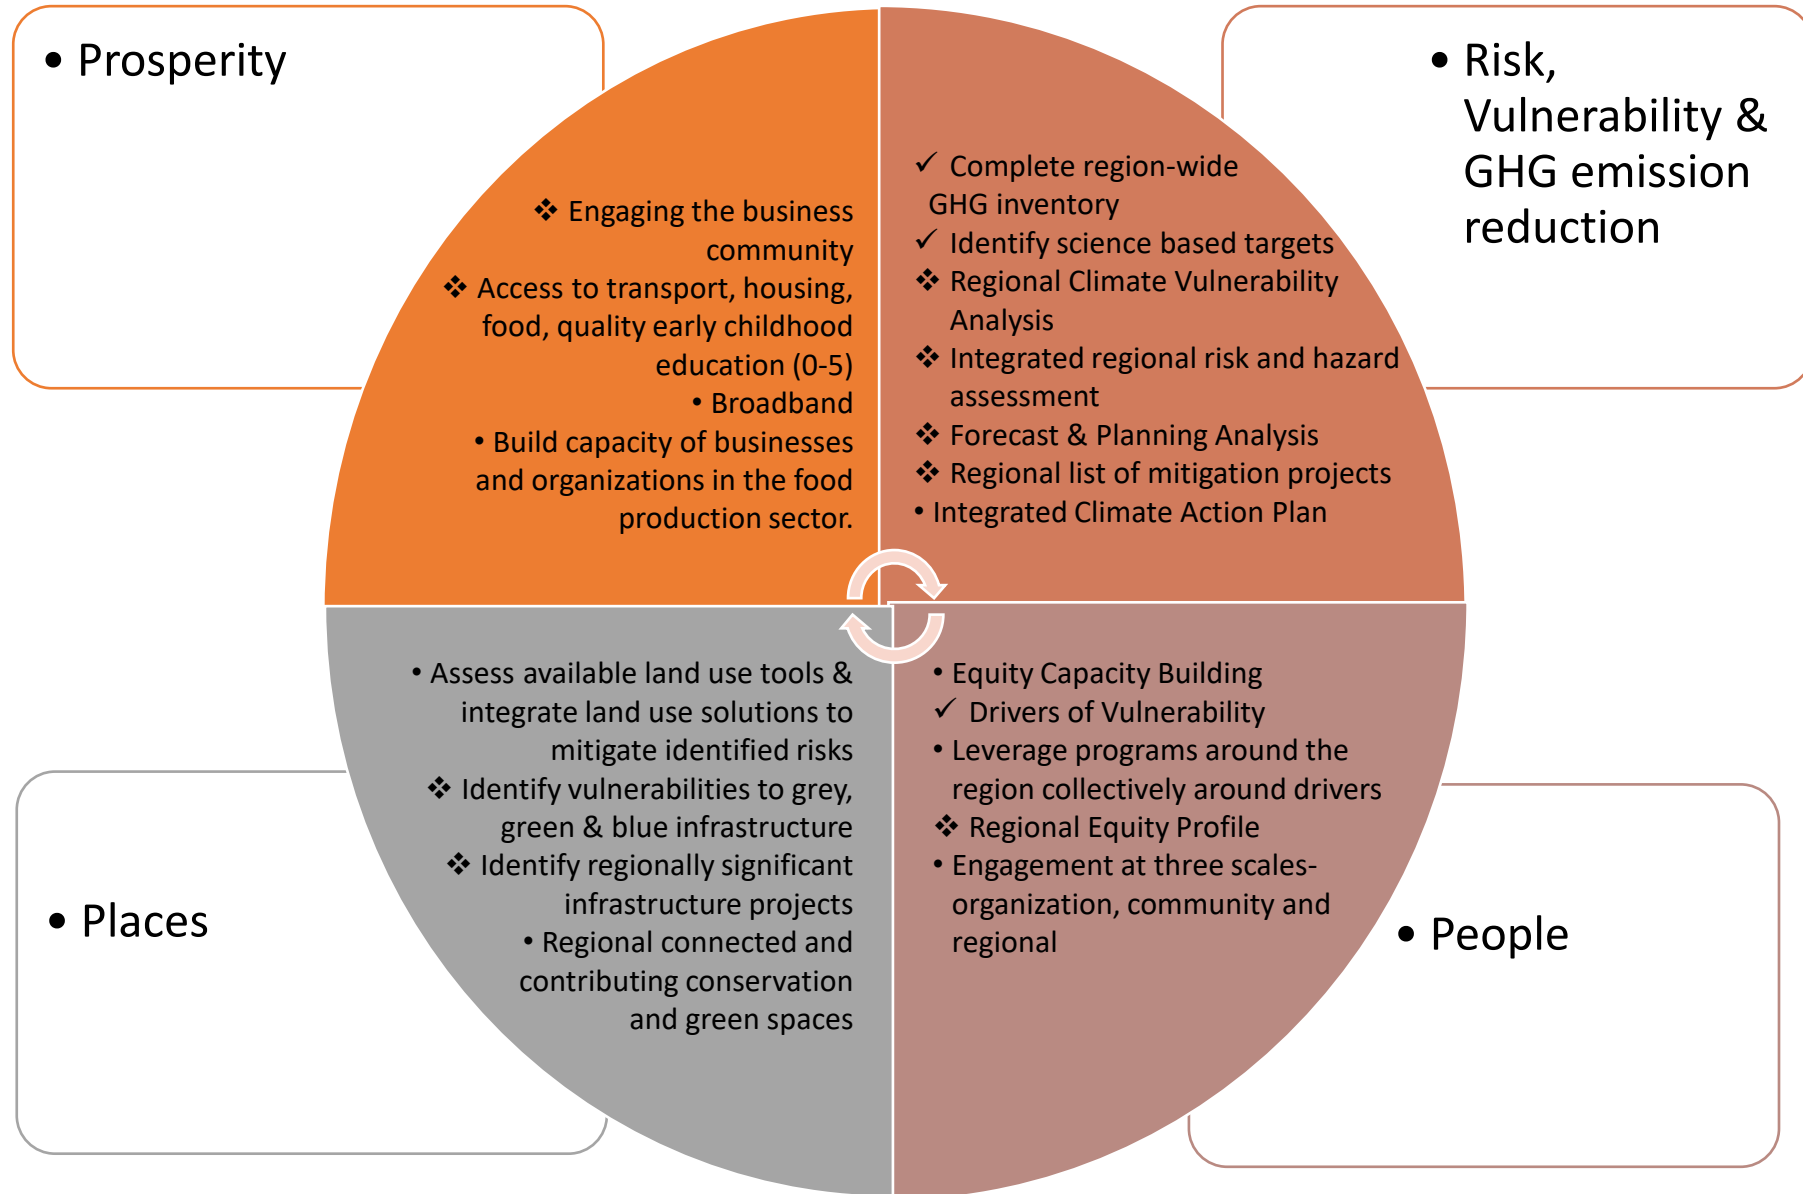 • Prosperity
❖ Engaging the business
community
❖ Access to transport, housing,
food, quality early childhood
education (0-5)
• Broadband
• Build capacity of businesses
and organizations in the food
production sector.
• Risk,
Vulnerability &
GHG emission
reduction
✓ Complete region-wide
GHG inventory
✓ Identify science based targets
❖ Regional Climate Vulnerability
Analysis
❖ Integrated regional risk and hazard
assessment
❖ Forecast & Planning Analysis
❖ Regional list of mitigation projects
• Integrated Climate Action Plan
• Places
• Assess available land use tools &
integrate land use solutions to
mitigate identified risks
❖ Identify vulnerabilities to grey,
green & blue infrastructure
❖ Identify regionally significant
infrastructure projects
• Regional connected and
contributing conservation
and green spaces
• People
• Equity Capacity Building
✓ Drivers of Vulnerability
• Leverage programs around the
region collectively around drivers
❖ Regional Equity Profile
• Engagement at three scales-
organization, community and
regional